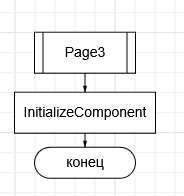 Page3
InitializeComponent
конец